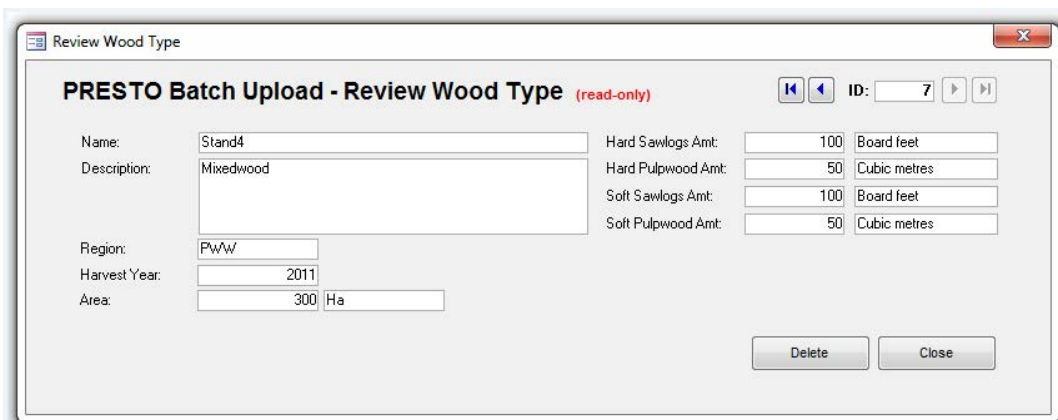 Review Wood Type
X
PRESTO Batch Upload - Review Wood Type (read-only)
ID: 7
Name: Stand4
Description: Mixedwood
Region: PWW
Harvest Year: 2011
Area: 300 Ha
Hard Sawlogs Amt: 100 Board feet
Hard Pulpwood Amt: 50 Cubic metres
Soft Sawlogs Amt: 100 Board feet
Soft Pulpwood Amt: 50 Cubic metres
Delete
Close